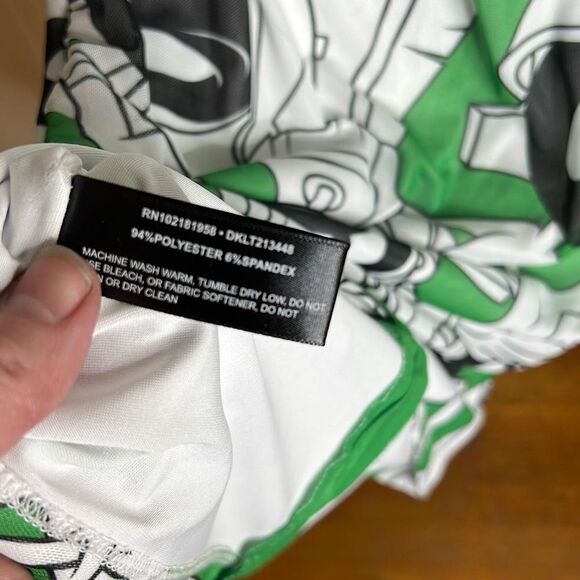 RN102181958 • DKLT213448
94%POLYESTER 6%SPANDEX
MACHINE WASH WARM, TUMBLE DRY LOW, DO NOT
SE BLEACH, OR FABRIC SOFTENER, DO NOT
N OR DRY CLEAN